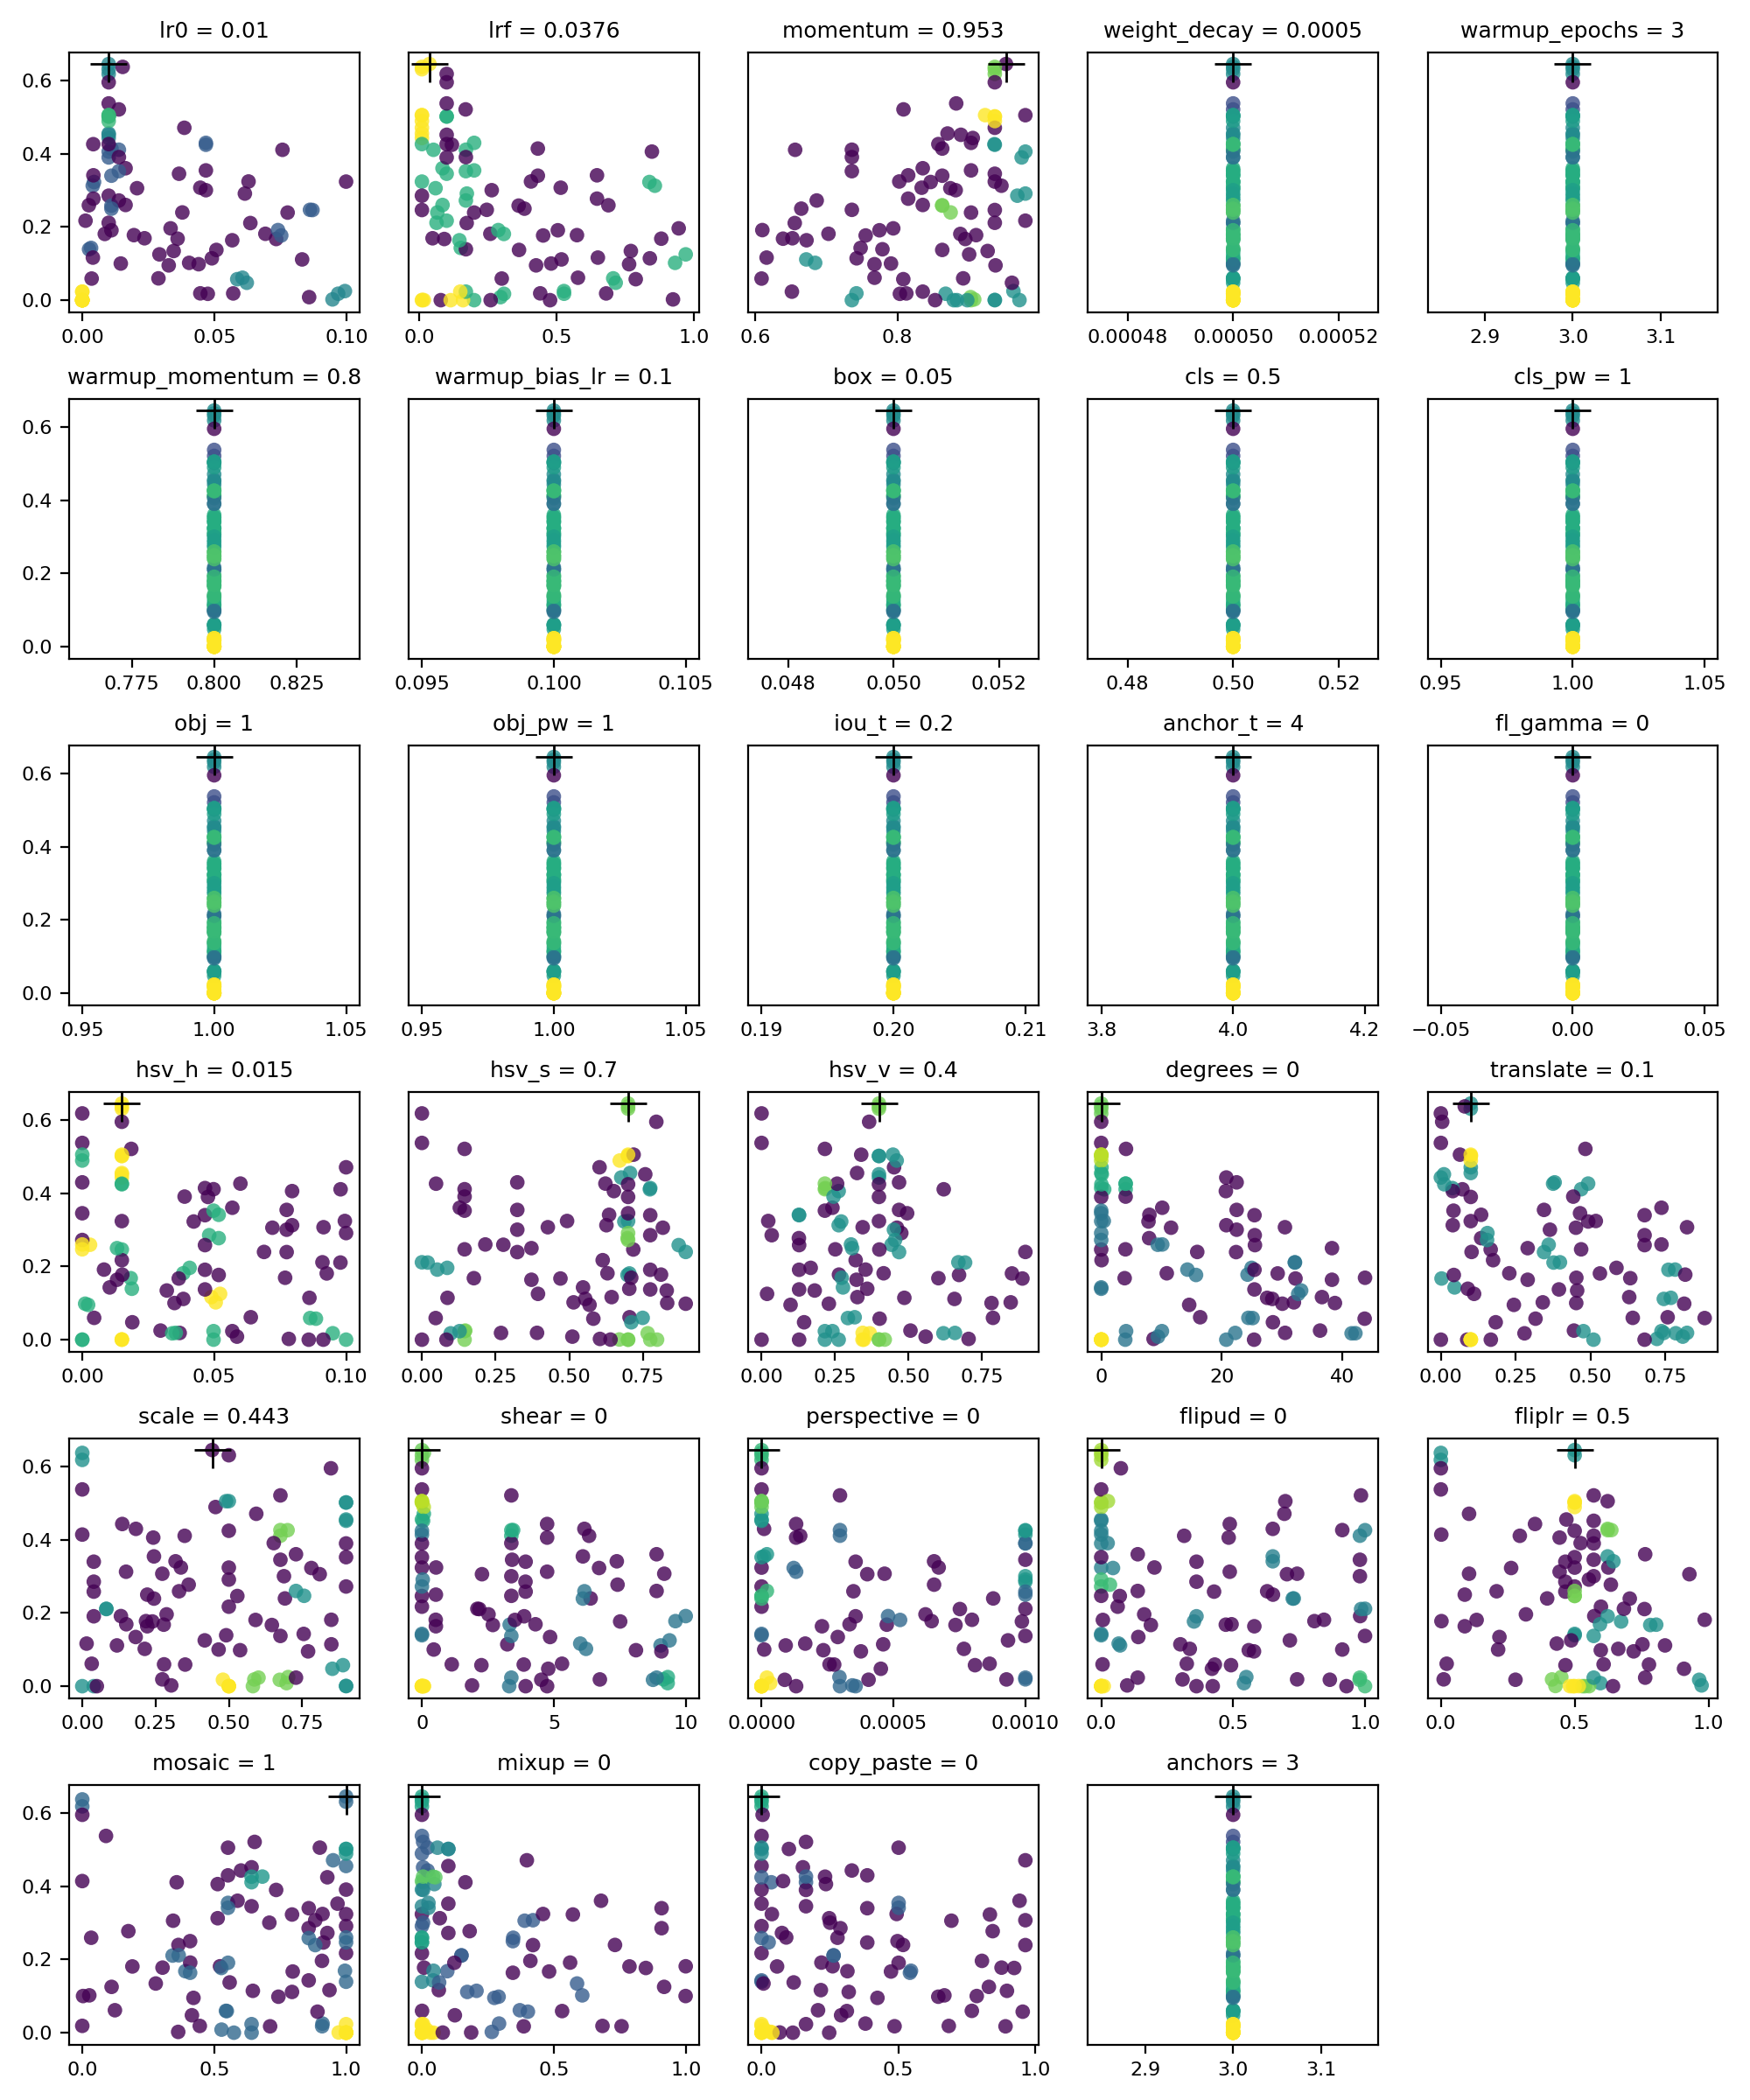 lr0 = 0.01 lrf = 0.0376 momentum = 0.953 weight_decay = 0.0005 warmup_epochs = 3
0.6
0.4
0.2
0.0
0.00 0.05 0.10 0.0 0.5 1.0 0.6 0.8 0.00048 0.00050 0.00052 2.9 3.0 3.1
warmup_momentum = 0.8 warmup_bias_lr = 0.1 box = 0.05 cls = 0.5 cls_pw = 1
0.6
0.4
0.2
0.0
0.775 0.800 0.825 0.095 0.100 0.105 0.048 0.050 0.052 0.48 0.50 0.52 0.95 1.00 1.05
obj = 1 obj_pw = 1 iou_t = 0.2 anchor_t = 4 fl_gamma = 0
0.6
0.4
0.2
0.0
0.95 1.00 1.05 0.95 1.00 1.05 0.19 0.20 0.21 3.8 4.0 4.2 −0.05 0.00 0.05
hsv_h = 0.015 hsv_s = 0.7 hsv_v = 0.4 degrees = 0 translate = 0.1
0.6
0.4
0.2
0.0
0.00 0.05 0.10 0.00 0.25 0.50 0.75 0.00 0.25 0.50 0.75 0 20 40 0.00 0.25 0.50 0.75
scale = 0.443 shear = 0 perspective = 0 flipud = 0 fliplr = 0.5
0.6
0.4
0.2
0.0
0.00 0.25 0.50 0.75 0 5 10 0.0000 0.0005 0.0010 0.0 0.5 1.0 0.0 0.5 1.0
mosaic = 1 mixup = 0 copy_paste = 0 anchors = 3
0.6
0.4
0.2
0.0
0.0 0.5 1.0 0.0 0.5 1.0 0.0 0.5 1.0 2.9 3.0 3.1